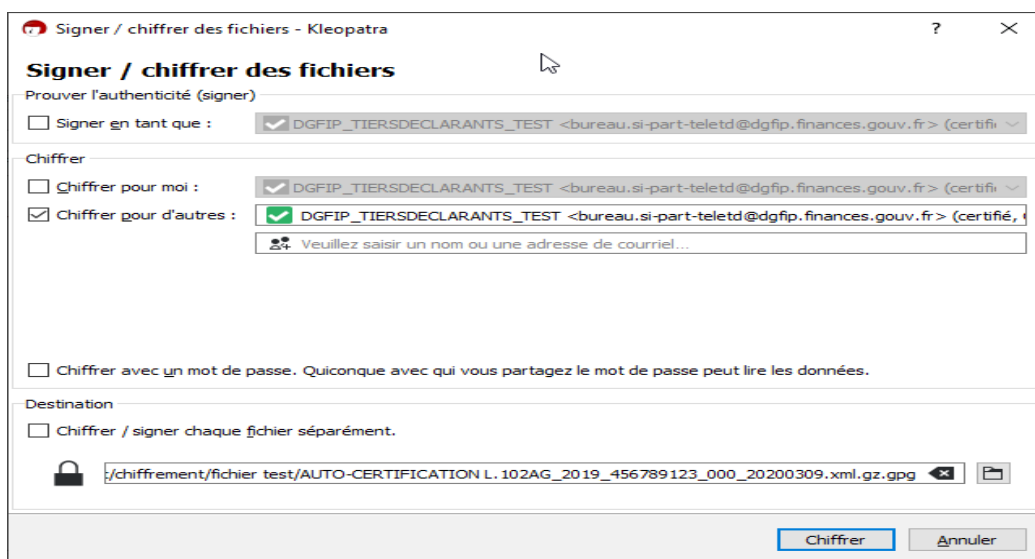 Signer / chiffrer des fichiers - Kleopatra
Signer / chiffrer des fichiers
Prouver l'authenticité (signer)
Signer en tant que :
DGFIP_TIERSDECLARANTS_TEST <bureau.si-part-teletd@dgfip.finances.gouv.fr> (certifi
Chiffrer
Chiffrer pour moi :
DGFIP_TIERSDECLARANTS_TEST <bureau.si-part-teletd@dgfip.finances.gouv.fr> (certifi
Chiffrer pour d'autres :
DGFIP_TIERSDECLARANTS_TEST <bureau.si-part-teletd@dgfip.finances.gouv.fr> (certifié,
Veuillez saisir un nom ou une adresse de courriel...
Chiffrer avec un mot de passe. Quiconque avec qui vous partagez le mot de passe peut lire les données.
Destination
Chiffrer / signer chaque fichier séparément.
:/chiffrement/fichier test/AUTO-CERTIFICATION L.102AG_2019_456789123_000_20200309.xml.gz.gpg
Chiffrer
Annuler